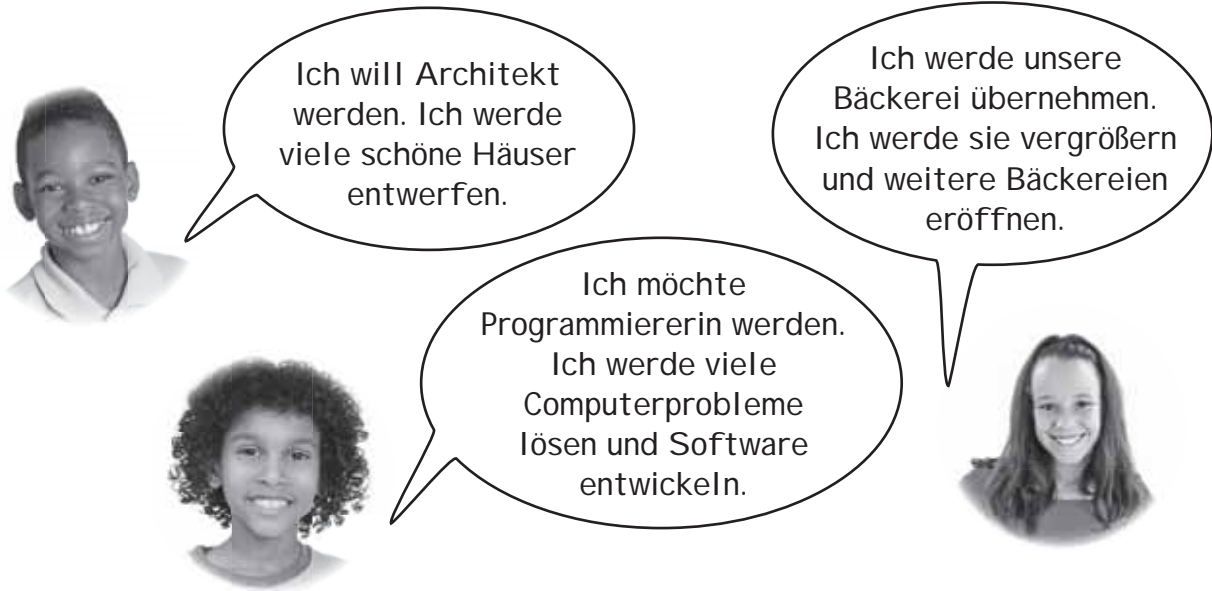 Ich will Architekt
werden. Ich werde
viele schöne Häuser
entwerfen.
Ich werde unsere
Bäckerei übernehmen.
Ich werde sie vergrößern
und weitere Bäckereien
eröffnen.
Ich möchte
Programmiererin werden.
Ich werde viele
Computerprobleme
lösen und Software
entwickeln.